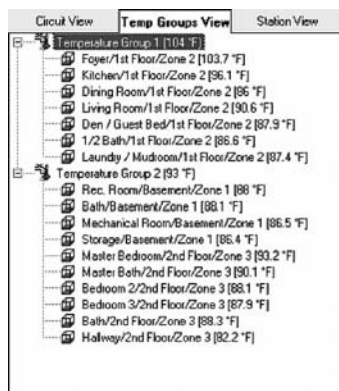 Circuit View Temp Groups View Station View
Temperature Group 1 [104 °F]
Foyer/1st Floor/Zone 2 [103.7 °F]
Kitchen/1st Floor/Zone 2 [96.1 °F]
Dining Room/1st Floor/Zone 2 [86 °F]
Living Room/1st Floor/Zone 2 [90.6 °F]
Den / Guest Bed/1st Floor/Zone 2 [87.9 °F]
1/2 Bath/1st Floor/Zone 2 [86.6 °F]
Laundry / Mudroom/1st Floor/Zone 2 [87.4 °F]
Temperature Group 2 [93 °F]
Rec. Room/Basement/Zone 1 [88 °F]
Bath/Basement/Zone 1 [88.1 °F]
Mechanical Room/Basement/Zone 1 [86.5 °F]
Storage/Basement/Zone 1 [86.4 °F]
Master Bedroom/2nd Floor/Zone 3 [93.2 °F]
Master Bath/2nd Floor/Zone 3 [90.1 °F]
Bedroom 2/2nd Floor/Zone 3 [88.1 °F]
Bedroom 3/2nd Floor/Zone 3 [87.9 °F]
Bath/2nd Floor/Zone 3 [88.3 °F]
Hallway/2nd Floor/Zone 3 [82.2 °F]